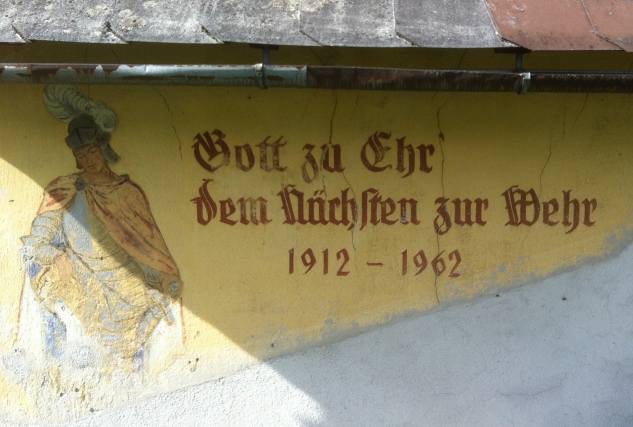 Gott zu Ehr'
dem Nächsten zur Wehr
1912 – 1962